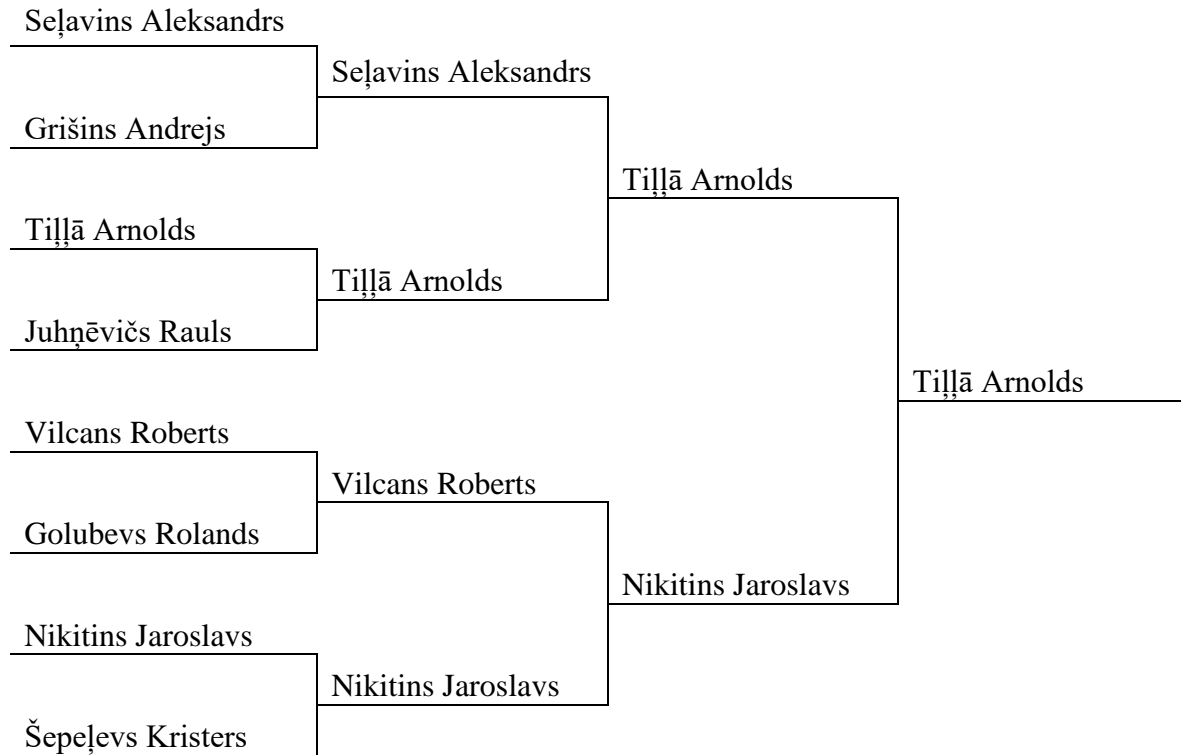 Seļavins Aleksandrs
Seļavins Aleksandrs
Grišins Andrejs
Tiļļā Arnolds
Tiļļā Arnolds
Tiļļā Arnolds
Juhņēvičs Rauls
Tiļļā Arnolds
Vilcans Roberts
Vilcans Roberts
Golubevs Rolands
Nikitins Jaroslavs
Nikitins Jaroslavs
Nikitins Jaroslavs
Šepeļevs Kristers